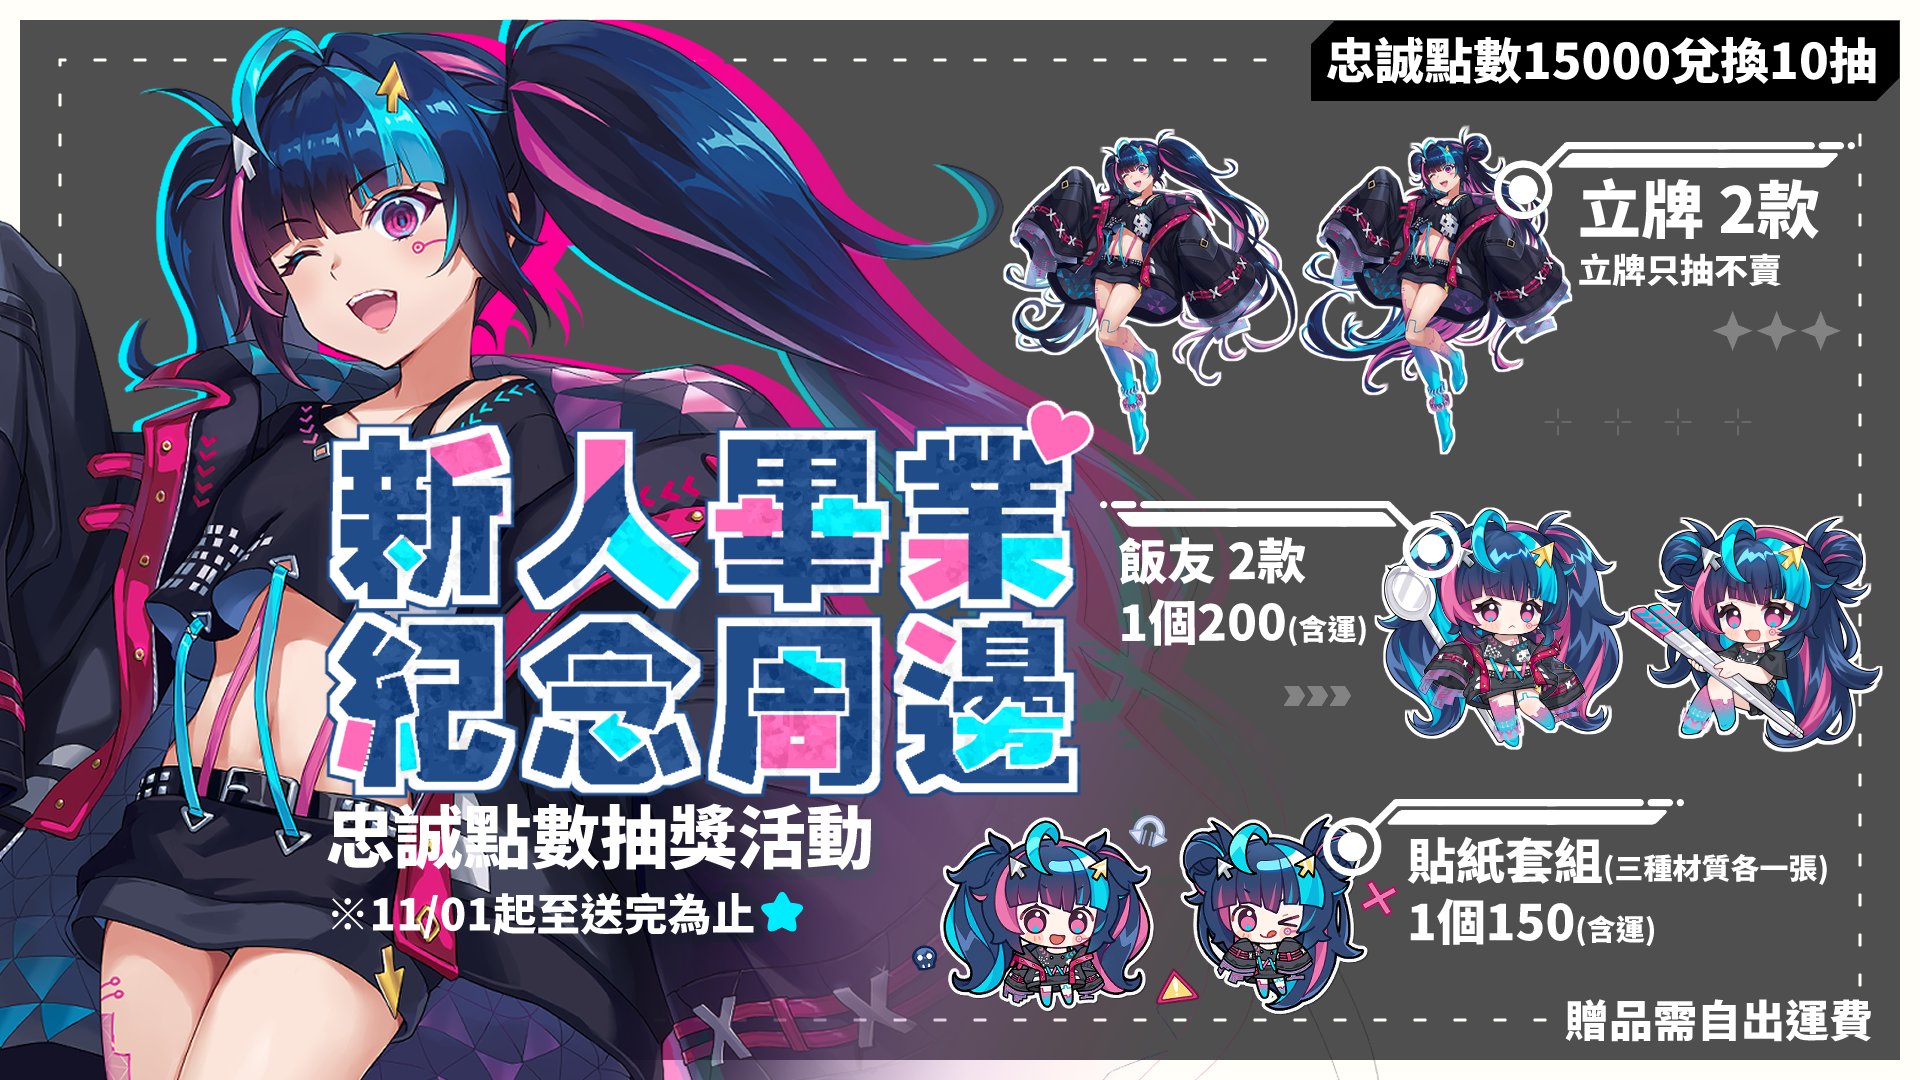 忠誠點數15000兌換10抽
立牌 2款
立牌只抽不賣
新人畢業
紀念周邊
忠誠點數抽獎活動
※11/01起至送完為止
飯友 2款
1個200(含運)
貼紙套組(三種材質各一張)
1個150(含運)
贈品需自出運費